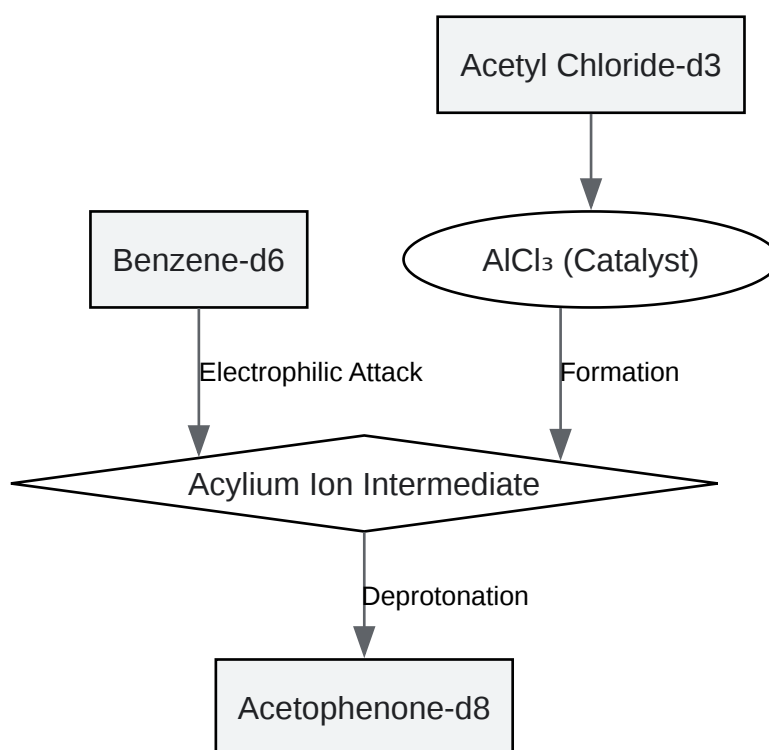 Acetyl Chloride-d3
Benzene-d6
AlCl₃ (Catalyst)
Electrophilic Attack
Formation
Acylium Ion Intermediate
Deprotonation
Acetophenone-d8